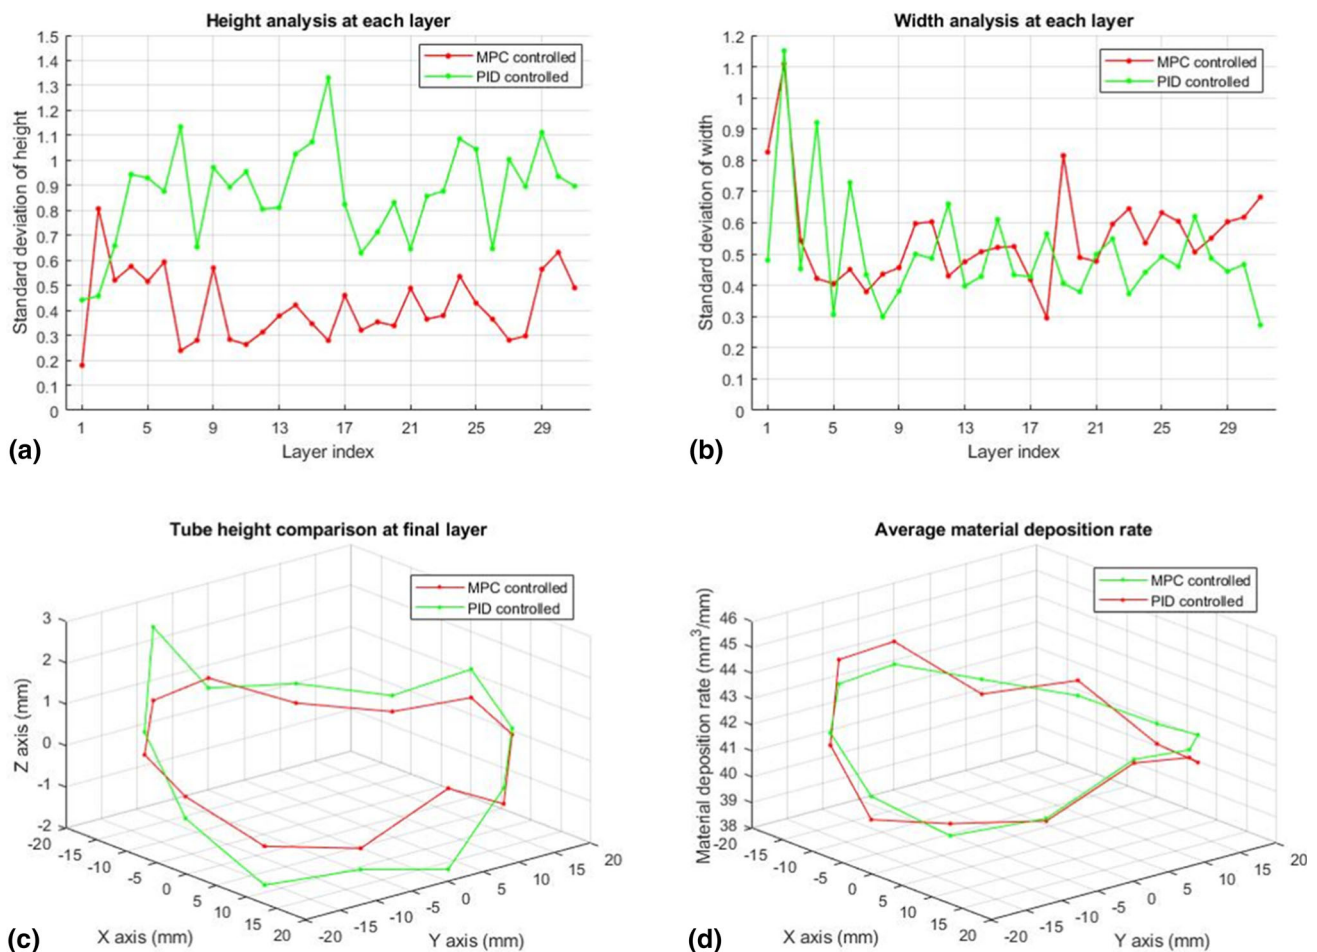 Height analysis at each layer
1.5
1.4
1.3
1.2
1.1
1
0.9
0.8
0.7
0.6
0.5
0.4
0.3
0.2
0.1
0
Standard deviation of height
MPC controlled
PID controlled
1 5 9 13 17 21 25 29
Layer index
(a)
Width analysis at each layer
1.2
1.1
1
0.9
0.8
0.7
0.6
0.5
0.4
0.3
0.2
0.1
0
Standard deviation of width
MPC controlled
PID controlled
1 5 9 13 17 21 25 29
Layer index
(b)
Tube height comparison at final layer
MPC controlled
PID controlled
3
2
1
0
-1
-2
Z axis (mm)
-20 -15 -10 -5 0 5 10 15 20
X axis (mm)
-20 -15 -10 -5 0 5 10 15 20
Y axis (mm)
(c)
Average material deposition rate
MPC controlled
PID controlled
46
45
44
43
42
41
40
39
38
Material deposition rate (mm³/mm)
-20 -15 -10 -5 0 5 10 15 20
X axis (mm)
-20 -15 -10 -5 0 5 10 15 20
Y axis (mm)
(d)